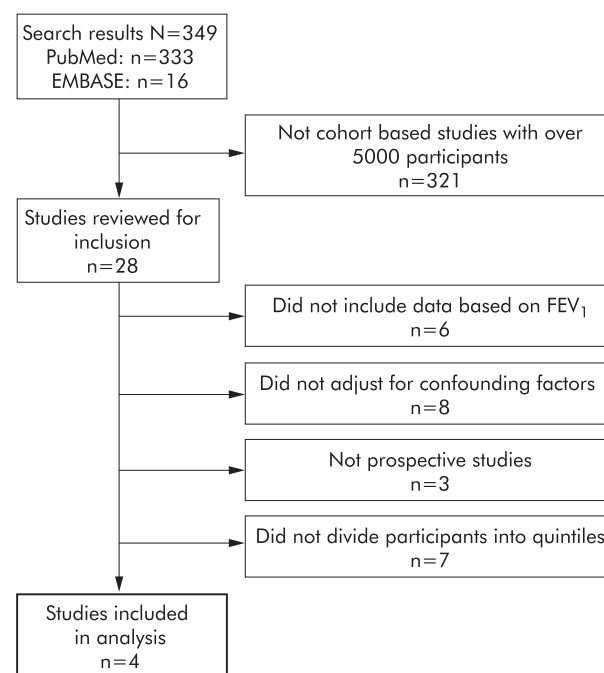 Search results N=349
PubMed: n=333
EMBASE: n=16
Not cohort based studies with over
5000 participants
n=321
Studies reviewed for
inclusion
n=28
Did not include data based on FEV₁
n=6
Did not adjust for confounding factors
n=8
Not prospective studies
n=3
Did not divide participants into quintiles
n=7
Studies included
in analysis
n=4